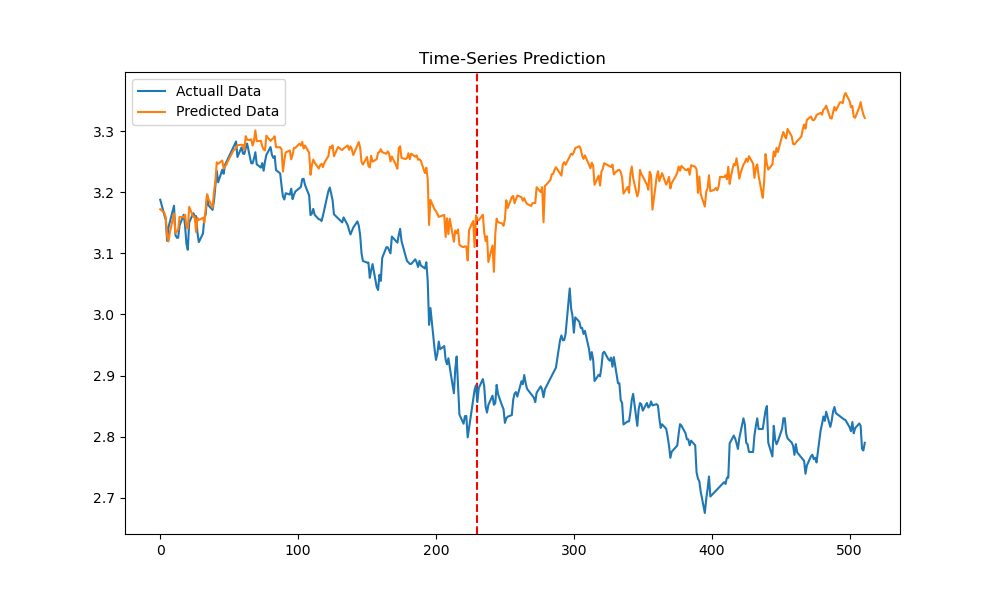 Time-Series Prediction
Actuall Data
Predicted Data
3.3
3.2
3.1
3.0
2.9
2.8
2.7
0 100 200 300 400 500